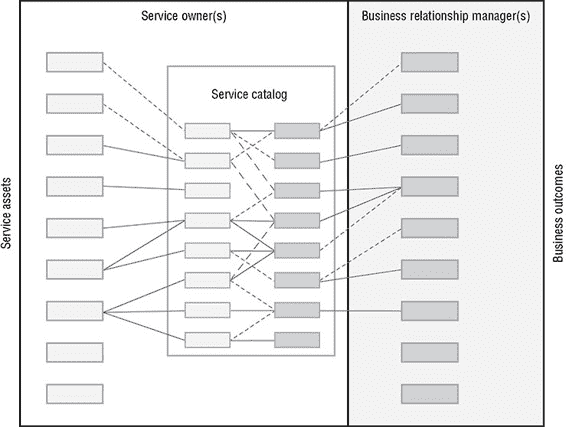 Service owner(s)
Business relationship manager(s)
Service catalog
Service assets
Business outcomes